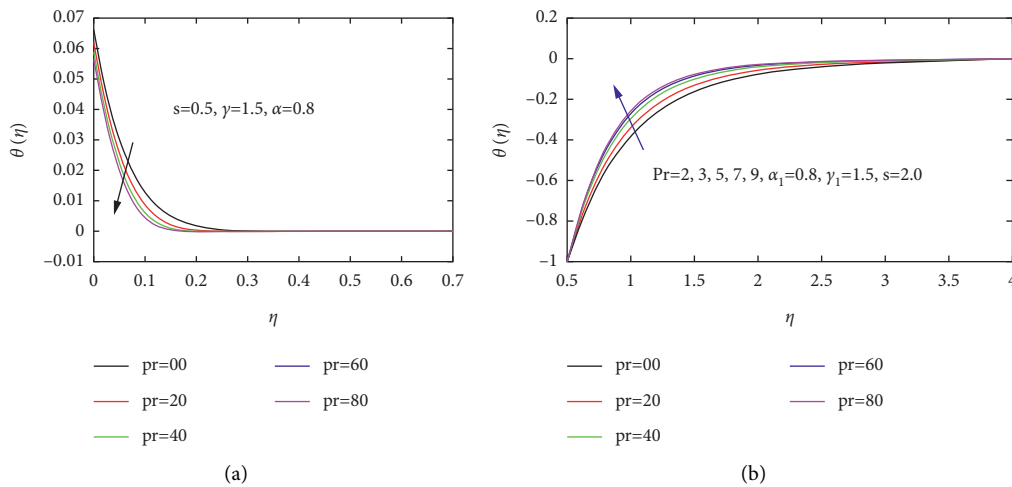 0.07
0.06
0.05
0.04
0.03
0.02
0.01
0
–0.01
θ (η)
s=0.5, γ=1.5, α=0.8
0 0.1 0.2 0.3 0.4 0.5 0.6 0.7
η
pr=00 pr=60
pr=20 pr=80
pr=40
(a)
0.2
0
–0.2
–0.4
–0.6
–0.8
–1
θ (η)
Pr=2, 3, 5, 7, 9, α₁=0.8, γ₁=1.5, s=2.0
0.5 1 1.5 2 2.5 3 3.5 4
η
pr=00 pr=60
pr=20 pr=80
pr=40
(b)